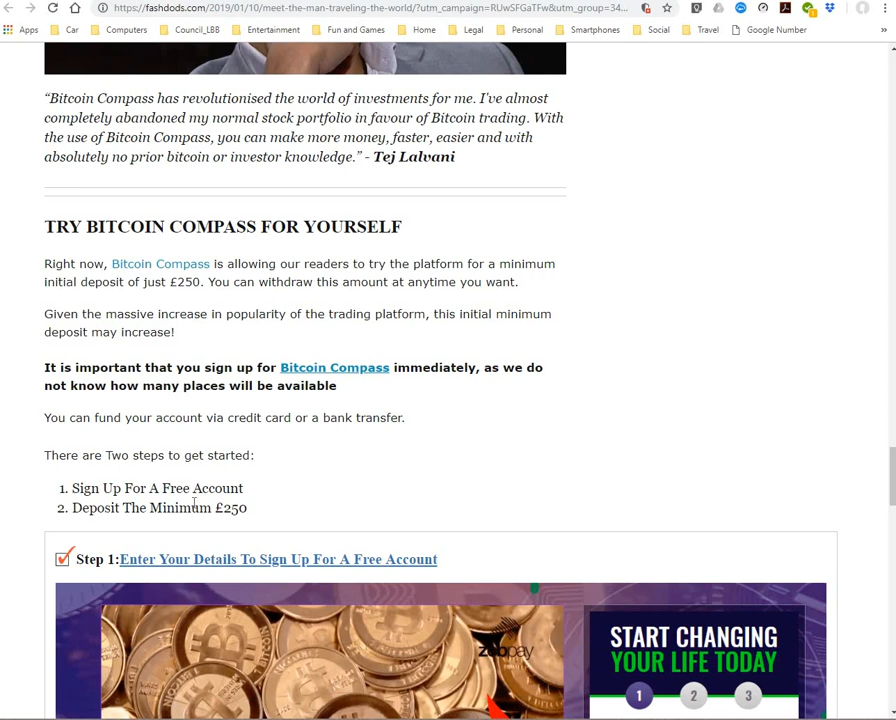 https://fashdods.com/2019/01/10/meet-the-man-traveling-the-world/?utm_campaign=RUwSFGaTFw&utm_group=34...
Apps Car Computers Council_LBB Entertainment Fun and Games Home Legal Personal Smartphones Social Travel Google Number »
“Bitcoin Compass has revolutionised the world of investments for me. I've almost
completely abandoned my normal stock portfolio in favour of Bitcoin trading. With
the use of Bitcoin Compass, you can make more money, faster, easier and with
absolutely no prior bitcoin or investor knowledge.” - Tej Lalvani
TRY BITCOIN COMPASS FOR YOURSELF
Right now, Bitcoin Compass is allowing our readers to try the platform for a minimum
initial deposit of just £250. You can withdraw this amount at anytime you want.
Given the massive increase in popularity of the trading platform, this initial minimum
deposit may increase!
It is important that you sign up for Bitcoin Compass immediately, as we do
not know how many places will be available
You can fund your account via credit card or a bank transfer.
There are Two steps to get started:
1. Sign Up For A Free Account
2. Deposit The Minimum £250
Step 1:Enter Your Details To Sign Up For A Free Account
zebpay
START CHANGING
YOUR LIFE TODAY
1 2 3